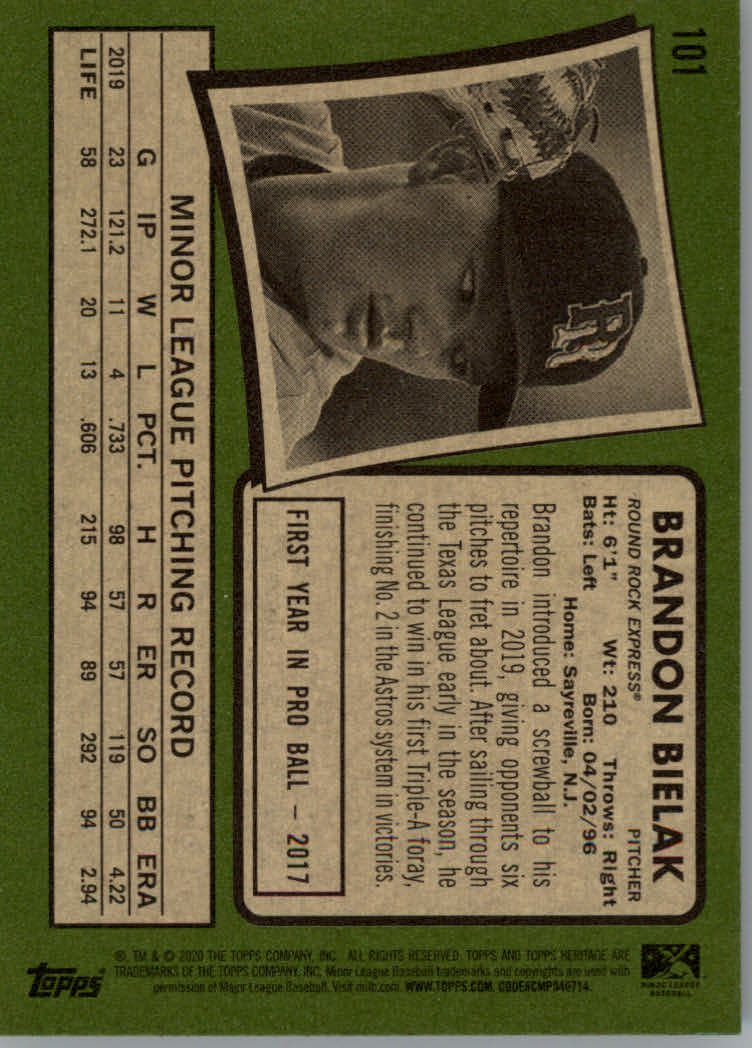 101
BRANDON BIELAK
ROUND ROCK EXPRESS® PITCHER
Ht: 6'1" Wt: 210 Throws: Right
Bats: Left Born: 04/02/96
Home: Sayreville, N.J.
Brandon introduced a screwball to his
repertoire in 2019, giving opponents six
pitches to fret about. After sailing through
the Texas League early in the season, he
continued to win in his first Triple-A foray,
finishing No. 2 in the Astros system in victories.
FIRST YEAR IN PRO BALL – 2017
R
MINOR LEAGUE PITCHING RECORD
G IP W L PCT. H R ER SO BB ERA
2019 23 121.2 11 4 .733 98 57 57 119 50 4.22
LIFE 58 272.1 20 13 .606 215 94 89 292 94 2.94
MINOR LEAGUE
BASEBALL
®, TM & © 2020 THE TOPPS COMPANY, INC. ALL RIGHTS RESERVED. TOPPS AND TOPPS HERITAGE ARE
TRADEMARKS OF THE TOPPS COMPANY, INC. Minor League Baseball trademarks and copyrights are used with
permission of Major League Baseball. Visit milb.com. WWW.TOPPS.COM. CODE#CMP046714.
topps